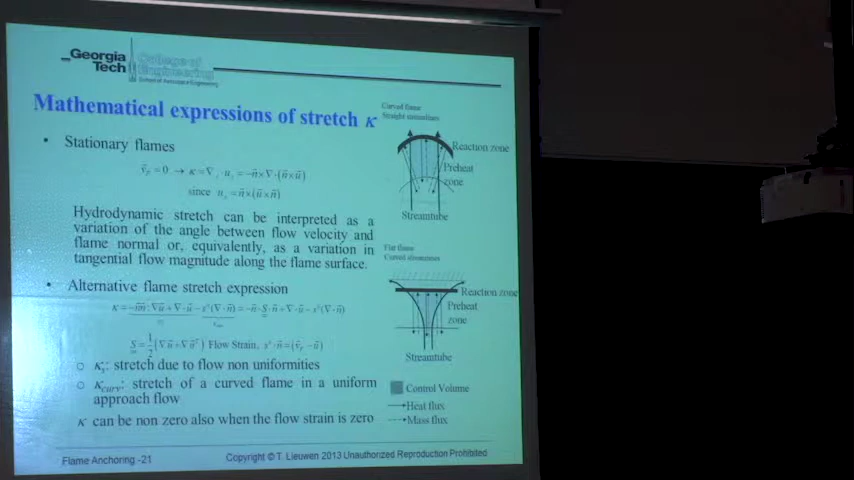 Georgia Tech
College of Engineering
School of Aerospace Engineering
Mathematical expressions of stretch κ
• Stationary flames
since
Hydrodynamic stretch can be interpreted as a
variation of the angle between flow velocity and
flame normal or, equivalently, as a variation in
tangential flow magnitude along the flame surface.
• Alternative flame stretch expression
Flow Strain,
○ κs: stretch due to flow non uniformities
○ κcurv: stretch of a curved flame in a uniform
approach flow
κ can be non zero also when the flow strain is zero
Curved flame
Straight streamlines
Reaction zone
Preheat
zone
Streamtube
Flat flame
Curved streamlines
Reaction zone
Preheat
zone
Streamtube
Control Volume
Heat flux
Mass flux
Flame Anchoring -21
Copyright © T. Lieuwen 2013 Unauthorized Reproduction Prohibited